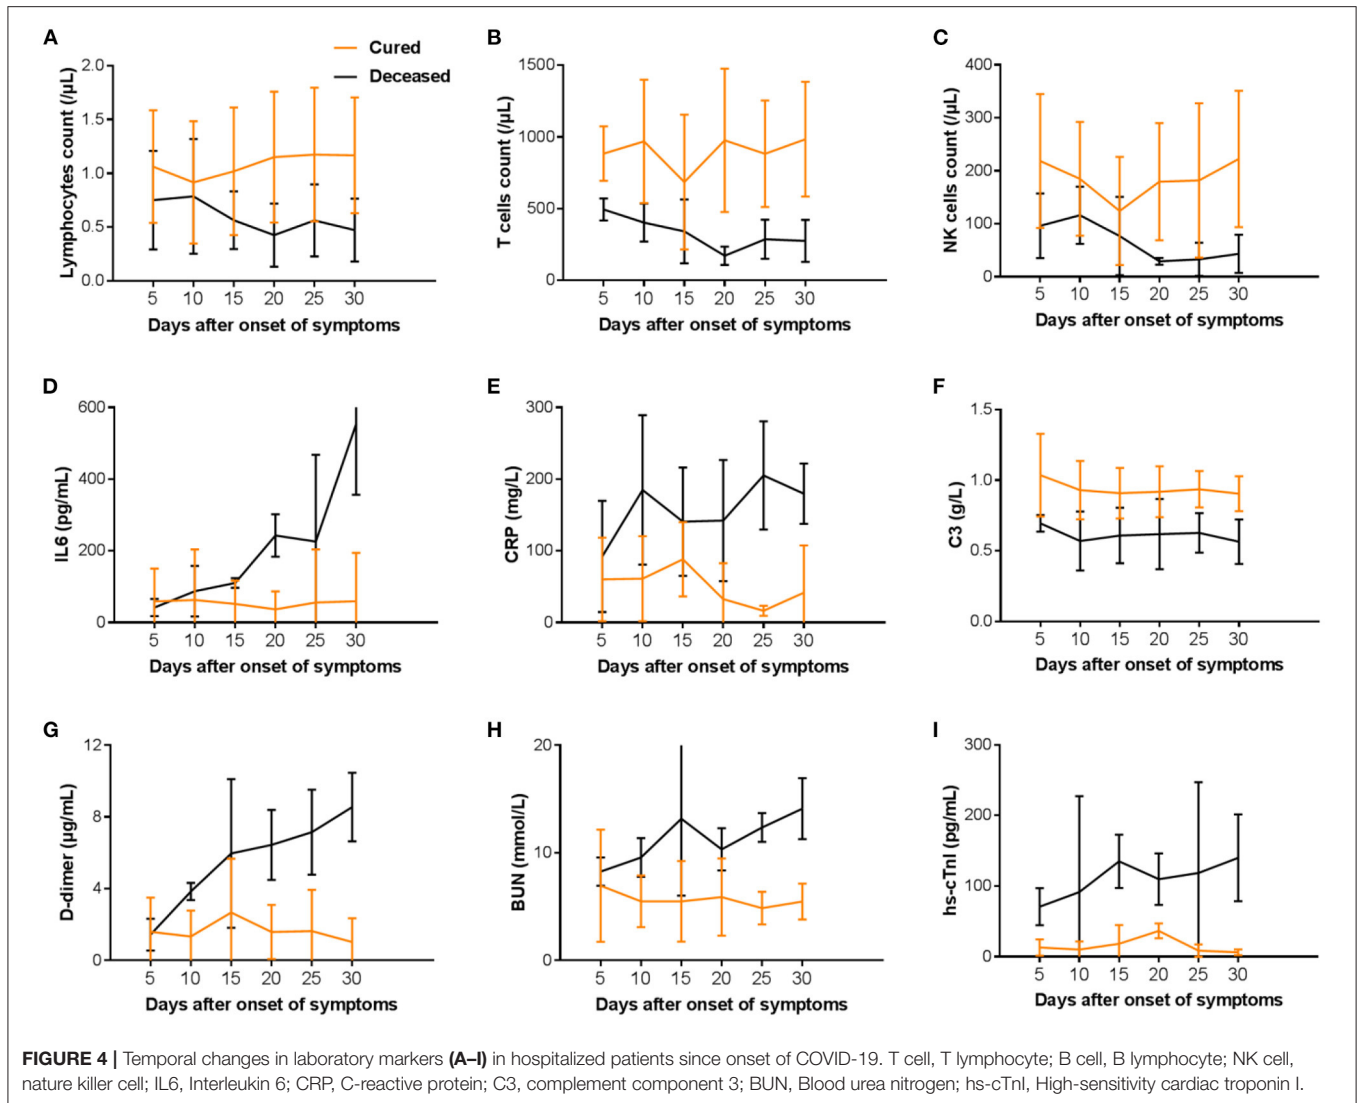 A
Cured
Deceased
Lymphocytes count (/µL)
2.0
1.5
1.0
0.5
0.0
5 10 15 20 25 30
Days after onset of symptoms
B
T cells count (/µL)
1500
1000
500
0
5 10 15 20 25 30
Days after onset of symptoms
C
NK cells count (/µL)
400
300
200
100
0
5 10 15 20 25 30
Days after onset of symptoms
D
IL6 (pg/mL)
600
400
200
0
5 10 15 20 25 30
Days after onset of symptoms
E
CRP (mg/L)
300
200
100
0
5 10 15 20 25 30
Days after onset of symptoms
F
C3 (g/L)
1.5
1.0
0.5
0.0
5 10 15 20 25 30
Days after onset of symptoms
G
D-dimer (µg/mL)
12
8
4
0
5 10 15 20 25 30
Days after onset of symptoms
H
BUN (mmol/L)
20
10
0
5 10 15 20 25 30
Days after onset of symptoms
I
hs-cTnI (pg/mL)
300
200
100
0
5 10 15 20 25 30
Days after onset of symptoms
FIGURE 4 | Temporal changes in laboratory markers (A–I) in hospitalized patients since onset of COVID-19. T cell, T lymphocyte; B cell, B lymphocyte; NK cell,
nature killer cell; IL6, Interleukin 6; CRP, C-reactive protein; C3, complement component 3; BUN, Blood urea nitrogen; hs-cTnI, High-sensitivity cardiac troponin I.